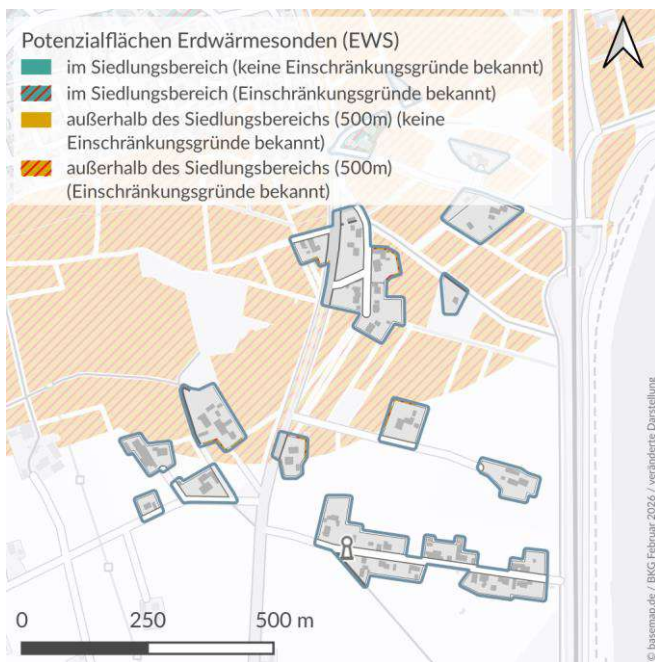 Potenzialflächen Erdwärmesonden (EWS)
im Siedlungsbereich (keine Einschränkungsgründe bekannt)
im Siedlungsbereich (Einschränkungsgründe bekannt)
außerhalb des Siedlungsbereichs (500m) (keine
Einschränkungsgründe bekannt)
außerhalb des Siedlungsbereichs (500m)
(Einschränkungsgründe bekannt)
0 250 500 m
© basemap.de / BKG Februar 2026 / veränderte Darstellung